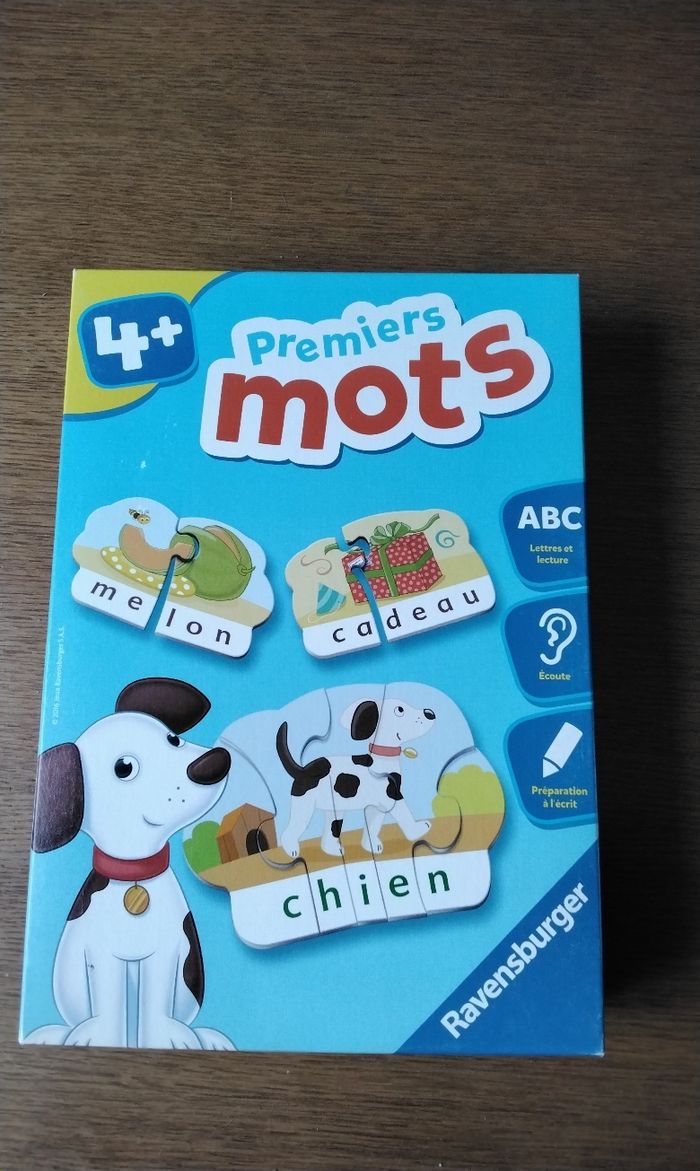 4+
Premiers
mots
ABC
Lettres et
lecture
melon
cadeau
Écoute
Préparation
à l'écrit
chien
Ravensburger